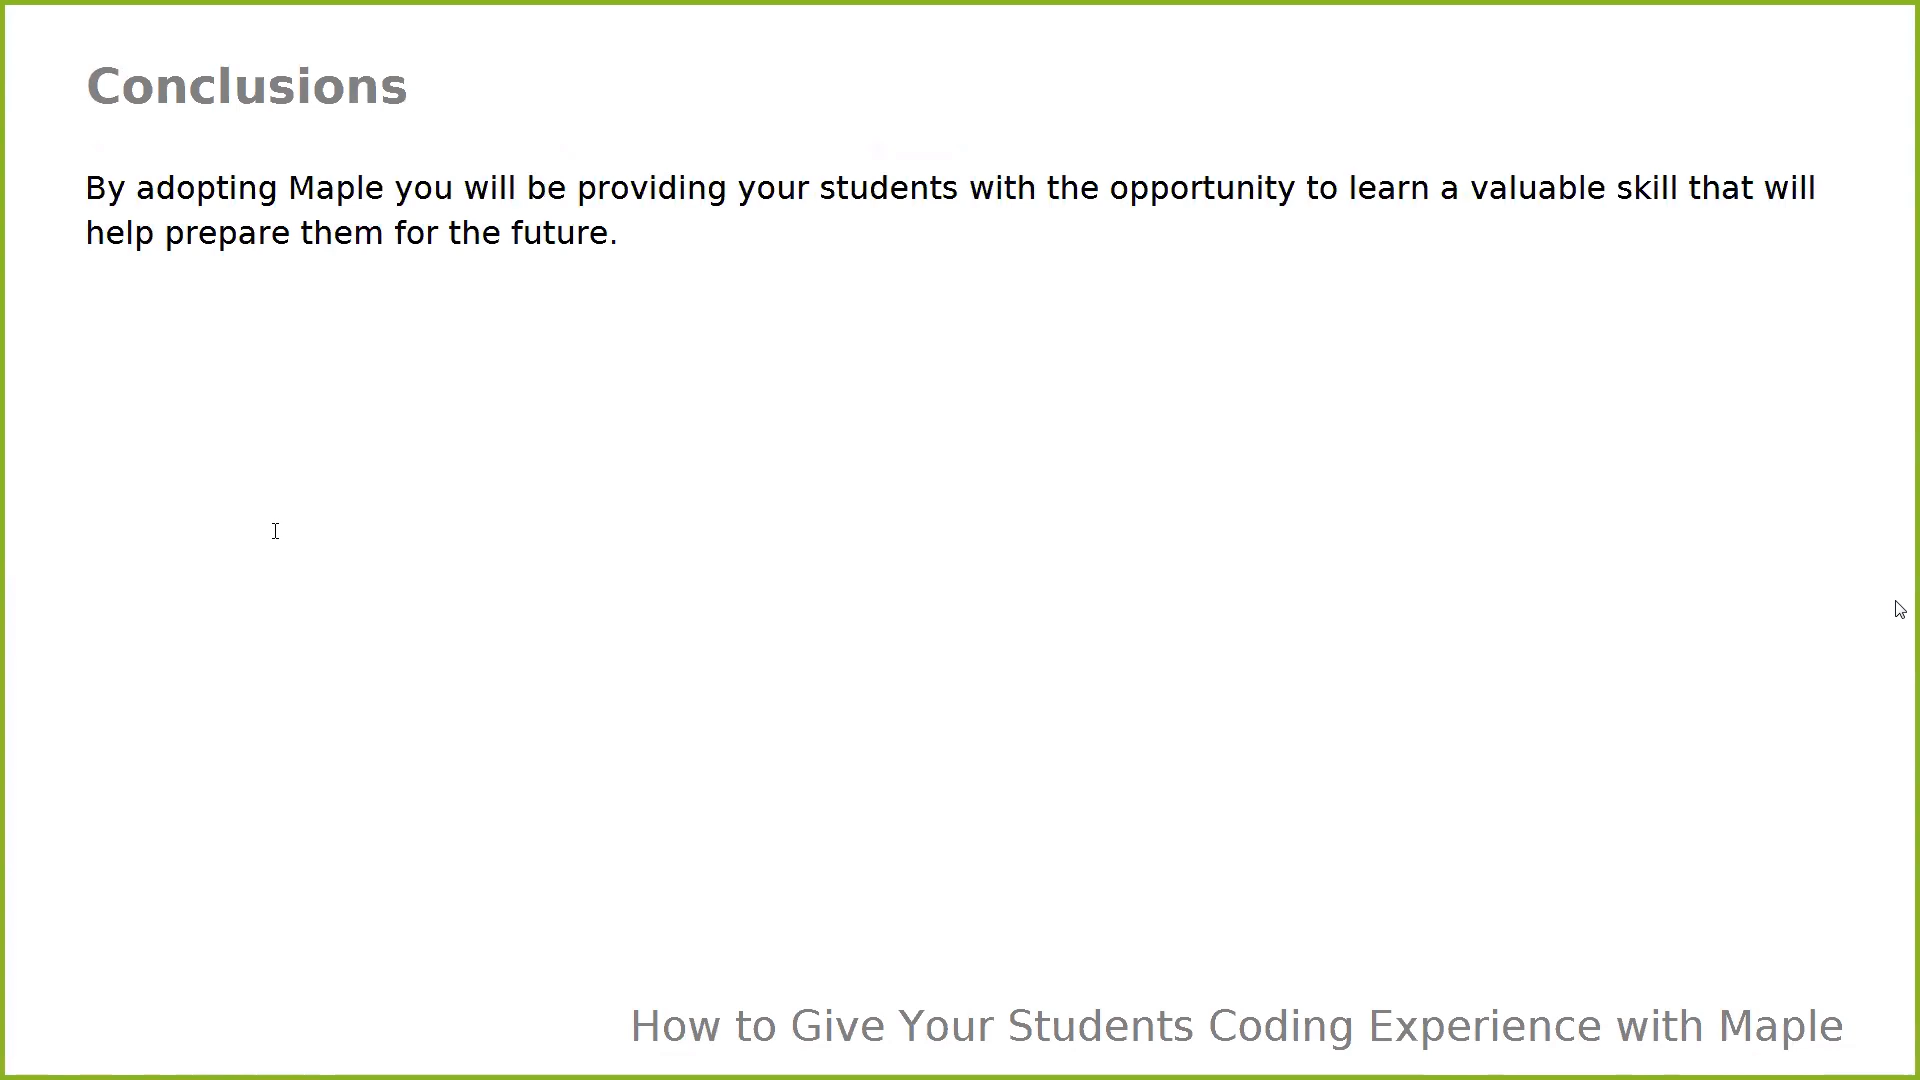 Conclusions
By adopting Maple you will be providing your students with the opportunity to learn a valuable skill that will
help prepare them for the future.
How to Give Your Students Coding Experience with Maple